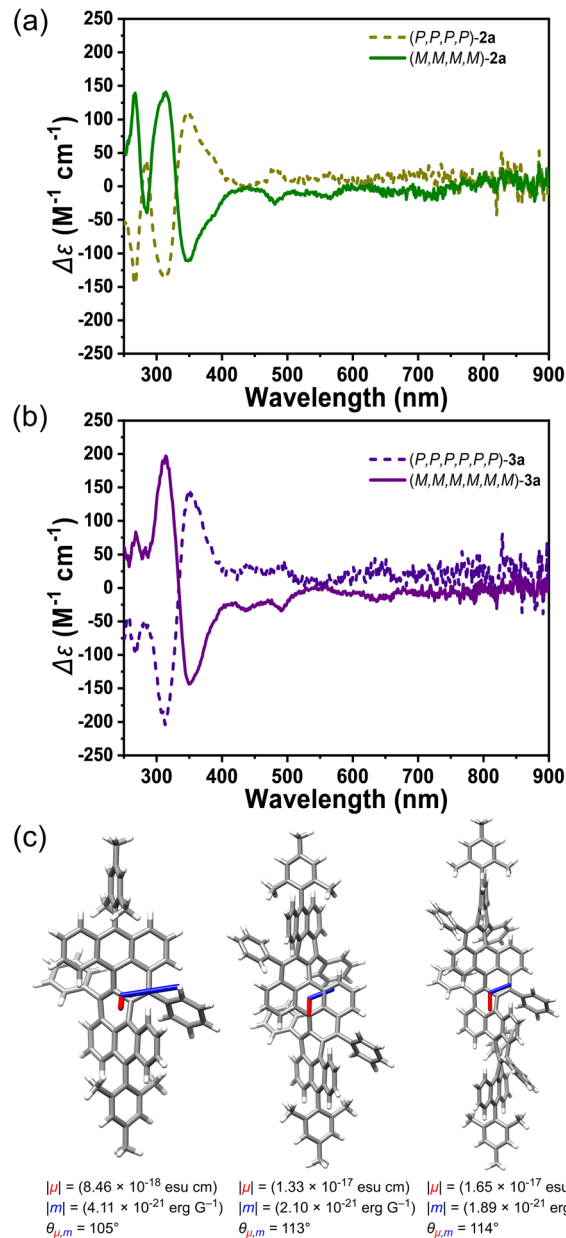 (a)
(P,P,P,P)-2a
(M,M,M,M)-2a
Δε (M⁻¹ cm⁻¹)
250
200
150
100
50
0
-50
-100
-150
-200
-250
300 400 500 600 700 800 900
Wavelength (nm)
(b)
(P,P,P,P,P,P)-3a
(M,M,M,M,M,M)-3a
Δε (M⁻¹ cm⁻¹)
250
200
150
100
50
0
-50
-100
-150
-200
-250
300 400 500 600 700 800 900
Wavelength (nm)
(c)
|μ| = (8.46 × 10⁻¹⁸ esu cm)
|m| = (4.11 × 10⁻²¹ erg G⁻¹)
θμ,m = 105°
|μ| = (1.33 × 10⁻¹⁷ esu cm)
|m| = (2.10 × 10⁻²¹ erg G⁻¹)
θμ,m = 113°
|μ| = (1.65 × 10⁻¹⁷ esu
|m| = (1.89 × 10⁻²¹ erg
θμ,m = 114°